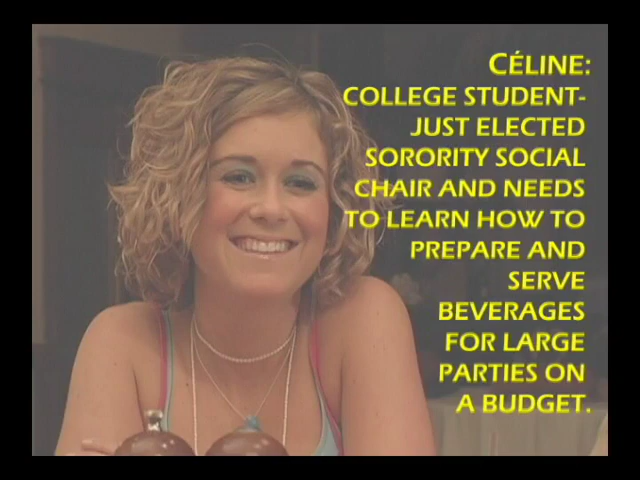 CÉLINE:
COLLEGE STUDENT-
JUST ELECTED
SORORITY SOCIAL
CHAIR AND NEEDS
TO LEARN HOW TO
PREPARE AND
SERVE
BEVERAGES
FOR LARGE
PARTIES ON
A BUDGET.